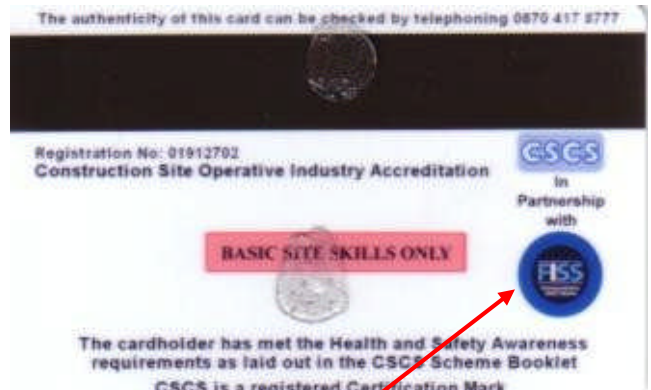 The authenticity of this card can be checked by telephoning 0870 417 8777
Registration No: 01912702
Construction Site Operative Industry Accreditation
CSCS
In
Partnership
with
BASIC SITE SKILLS ONLY
FISS
The cardholder has met the Health and Safety Awareness
requirements as laid out in the CSCS Scheme Booklet
CSCS is a registered Certification Mark